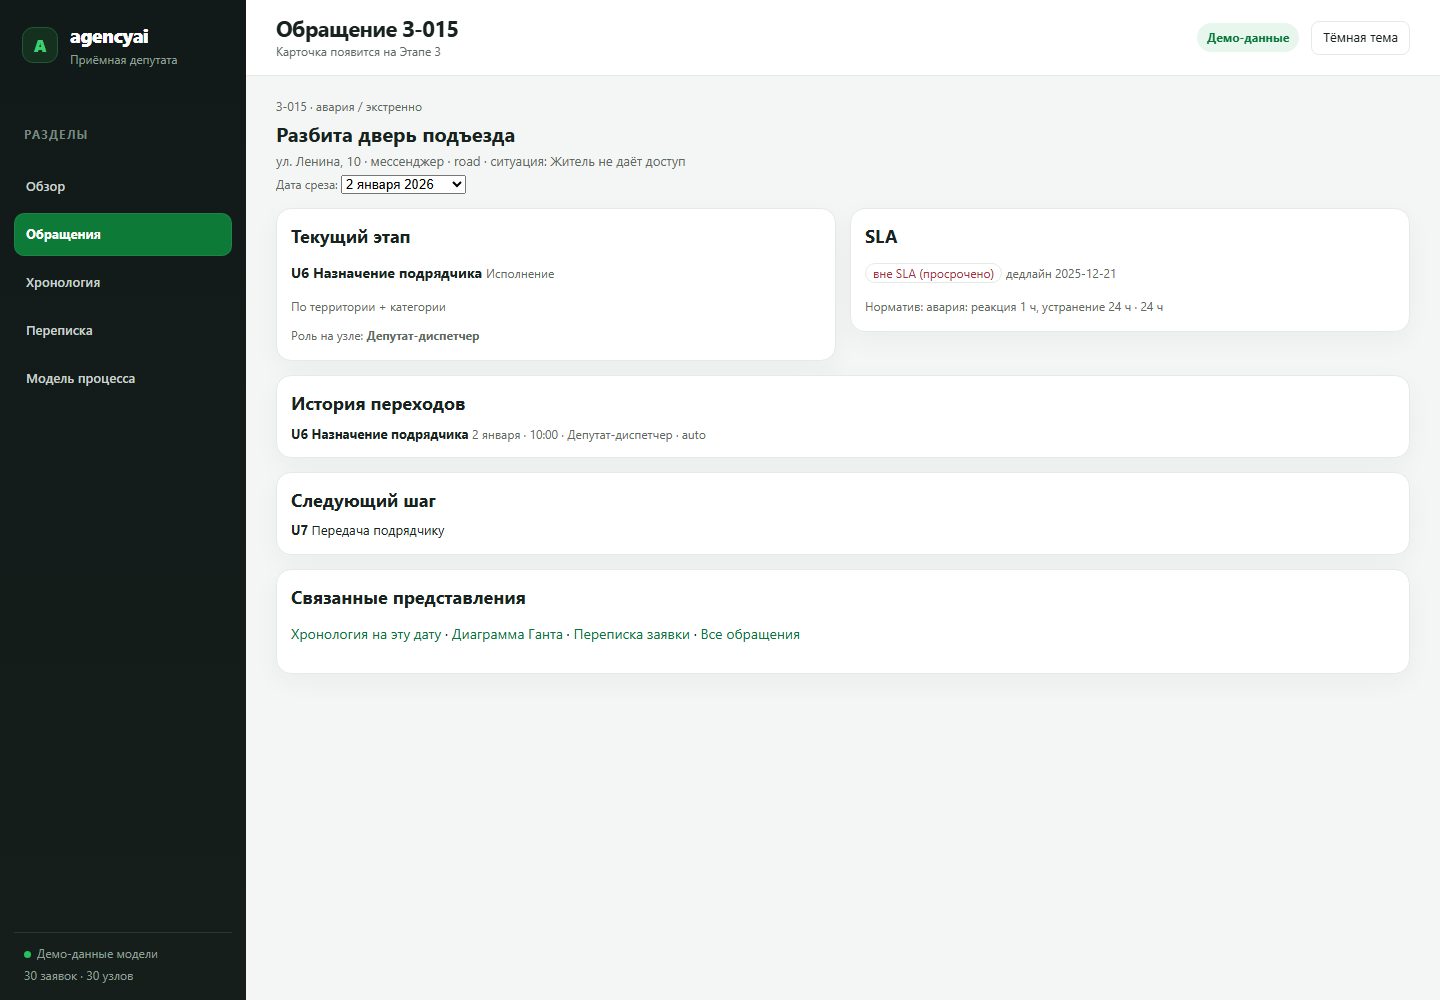 A
agencyai
Приёмная депутата
РАЗДЕЛЫ
Обзор
Обращения
Хронология
Переписка
Модель процесса
Демо-данные модели
30 заявок · 30 узлов
Обращение З-015
Карточка появится на Этапе 3
Демо-данные
Тёмная тема
З-015 · авария / экстренно
Разбита дверь подъезда
ул. Ленина, 10 · мессенджер · road · ситуация: Житель не даёт доступ
Дата среза: 2 января 2026
Текущий этап
U6 Назначение подрядчика Исполнение
По территории + категории
Роль на узле: Депутат-диспетчер
SLA
вне SLA (просрочено) дедлайн 2025-12-21
Норматив: авария: реакция 1 ч, устранение 24 ч · 24 ч
История переходов
U6 Назначение подрядчика 2 января · 10:00 · Депутат-диспетчер · auto
Следующий шаг
U7 Передача подрядчику
Связанные представления
Хронология на эту дату · Диаграмма Ганта · Переписка заявки · Все обращения